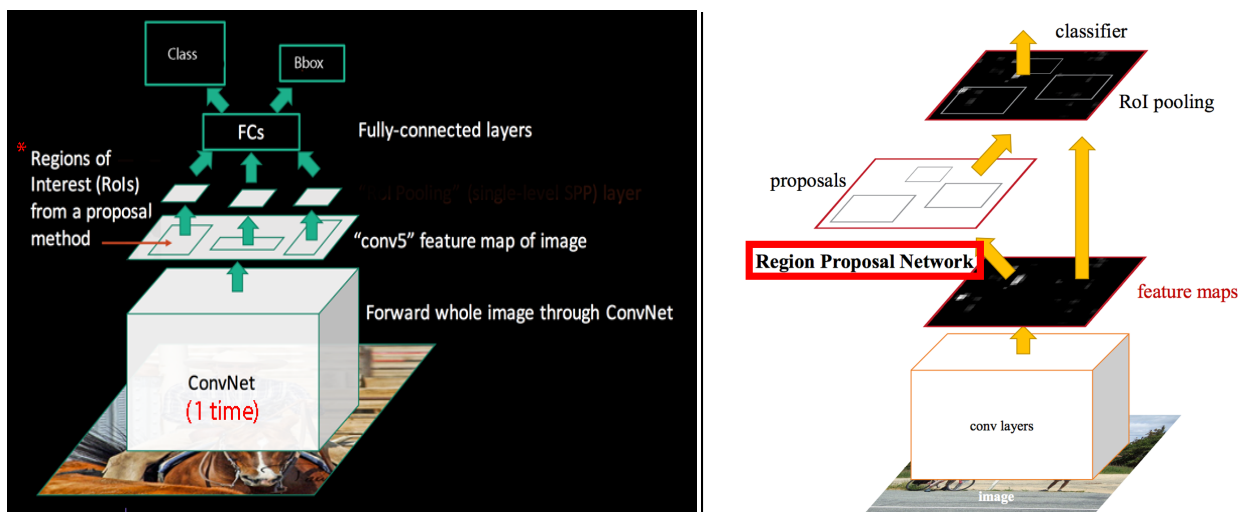 Class
Bbox
FCs
Fully-connected layers
*
Regions of
Interest (RoIs)
from a proposal
method
Pooling" (single-level SPP) layer
"conv5" feature map of image
Forward whole image through ConvNet
ConvNet
(1 time)
classifier
RoI pooling
proposals
Region Proposal Network
feature maps
conv layers
image